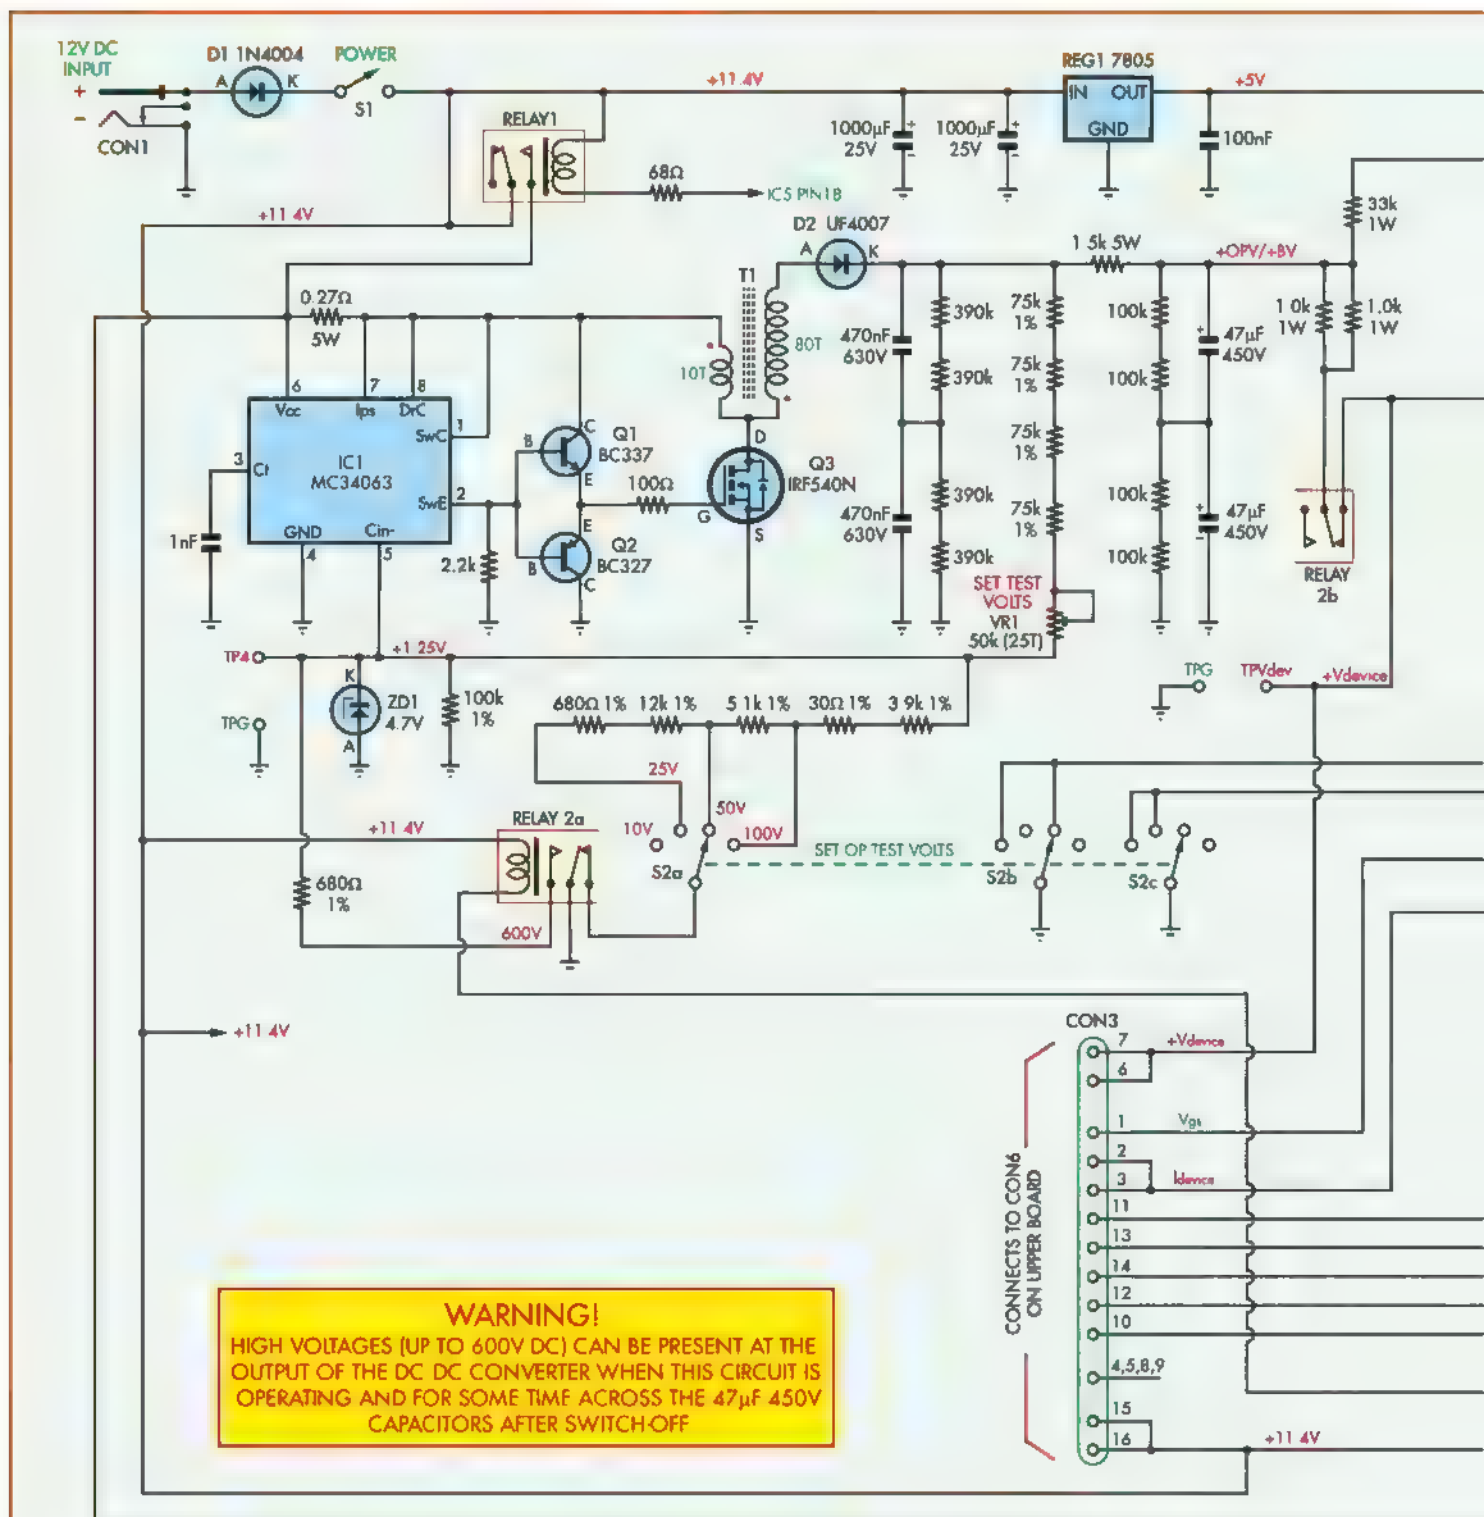 12V DC
INPUT
+
−
CON1
D1 1N4004
A
K
POWER
S1
+11.4V
REG1 7805
IN
OUT
GND
+5V
RELAY1
1000µF
25V
+
-
1000µF
25V
+
-
100nF
68Ω
IC5 PIN18
+11 4V
33k
1W
D2 UF4007
A
K
1 5k 5W
+OPV/+BV
T1
0.27Ω
5W
10T
80T
470nF
630V
390k
75k
1%
100k
+
47µF
450V
1 0k
1W
1.0k
1W
390k
75k
1%
100k
6
7
8
Vcc
Ips
DrC
1
SwC
IC1
MC34063
3
Ct
2
SwE
GND
Cin-
4
5
1nF
2.2k
B
C
Q1
BC337
E
E
Q2
BC327
B
C
100Ω
D
Q3
IRF540N
G
S
75k
1%
390k
75k
1%
100k
470nF
630V
+
-
47µF
450V
390k
100k
RELAY
2b
SET TEST
VOLTS
VR1
50k (25T)
TP4
+1 25V
K
ZD1
4.7V
A
100k
1%
TPG
680Ω 1%
12k 1%
5 1k 1%
30Ω 1%
3 9k 1%
TPG
TPVdev
+Vdevice
25V
50V
10V
100V
RELAY 2a
+11 4V
S2a
SET OP TEST VOLTS
S2b
S2c
680Ω
1%
600V
+11 4V
CON3
7
+Vdevice
6
1
Vgs
2
3
Idevice
11
13
14
12
10
4,5,8,9
15
16
+11 4V
CONNECTS TO CON6
ON UPPER BOARD
WARNING!
HIGH VOLTAGES (UP TO 600V DC) CAN BE PRESENT AT THE
OUTPUT OF THE DC DC CONVERTER WHEN THIS CIRCUIT IS
OPERATING AND FOR SOME TIME ACROSS THE 47µF 450V
CAPACITORS AFTER SWITCH-OFF